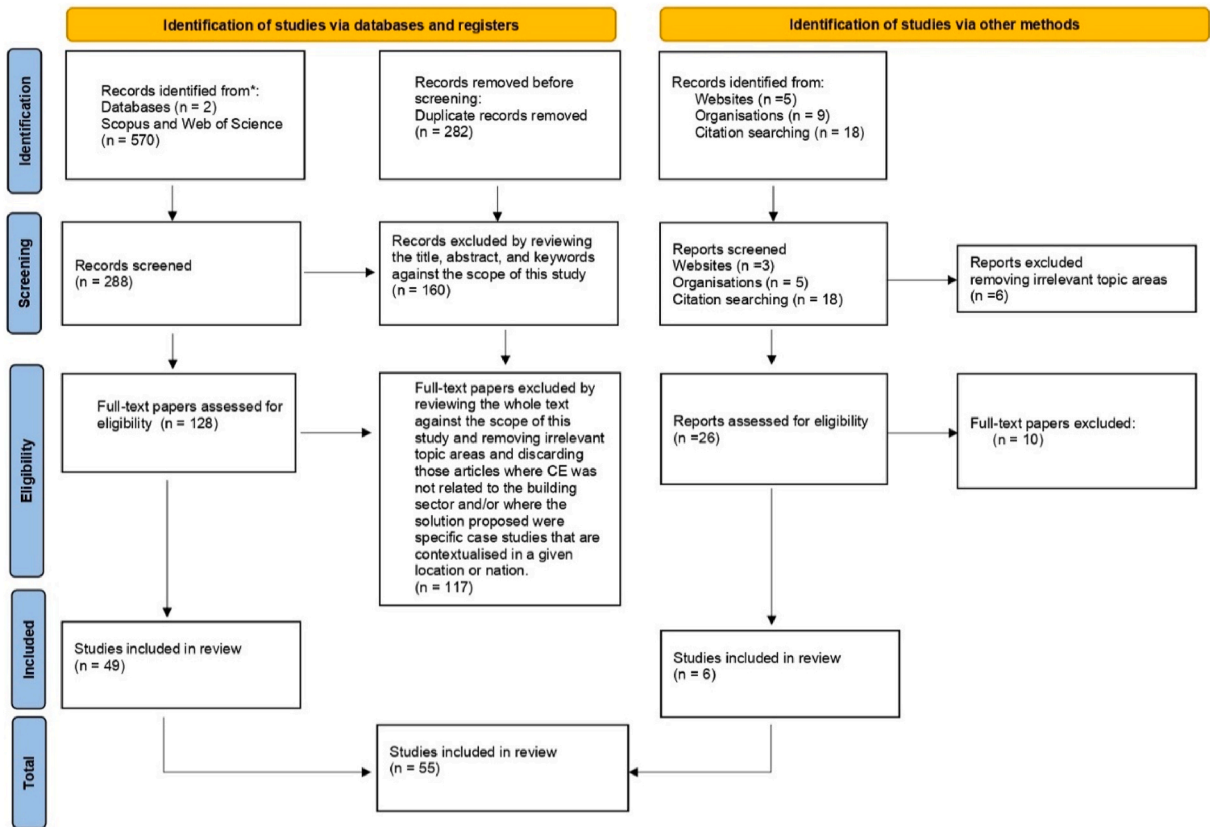 Identification of studies via databases and registers
Identification of studies via other methods
Identification
Records identified from*:
Databases (n = 2)
Scopus and Web of Science
(n = 570)
Records removed before
screening:
Duplicate records removed
(n = 282)
Records identified from:
Websites (n =5)
Organisations (n = 9)
Citation searching (n = 18)
Screening
Records screened
(n = 288)
Records excluded by reviewing
the title, abstract, and keywords
against the scope of this study
(n = 160)
Reports screened
Websites (n =3)
Organisations (n = 5)
Citation searching (n = 18)
Reports excluded
removing irrelevant topic areas
(n =6)
Eligibility
Full-text papers assessed for
eligibility (n = 128)
Full-text papers excluded by
reviewing the whole text
against the scope of this
study and removing irrelevant
topic areas and discarding
those articles where CE was
not related to the building
sector and/or where the
solution proposed were
specific case studies that are
contextualised in a given
location or nation.
(n = 117)
Reports assessed for eligibility
(n =26)
Full-text papers excluded:
(n = 10)
Included
Studies included in review
(n = 49)
Studies included in review
(n = 6)
Total
Studies included in review
(n = 55)